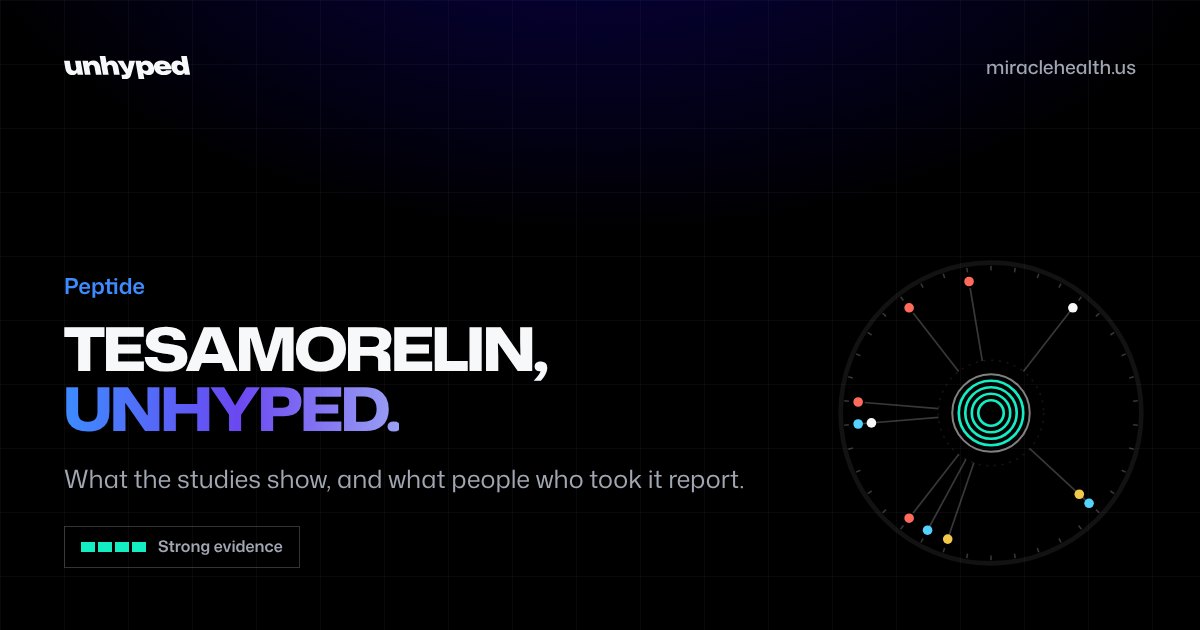 unhyped
miraclehealth.us
Peptide
TESAMORELIN,
UNHYPED.
What the studies show, and what people who took it report.
Strong evidence